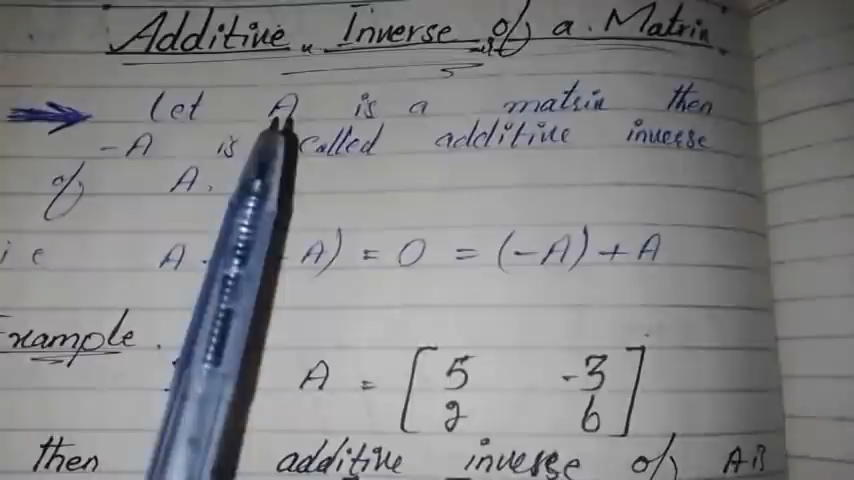 Additive Inverse of a Matrix
Let A is a matrix then
-A is called additive inverse
of A.
i e A A) = 0 = (-A) + A
Example.
A = [5 -3
2 6]
then additive inverse of A is